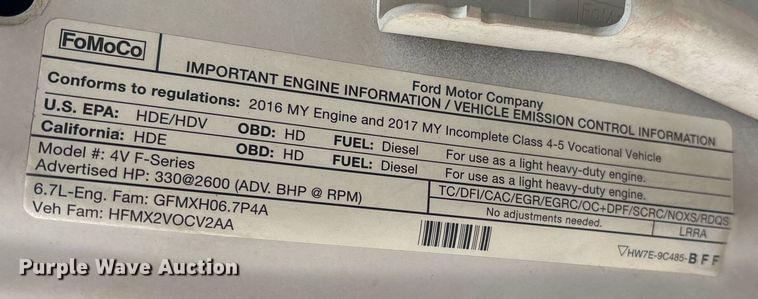 FoMoCo
Ford Motor Company
IMPORTANT ENGINE INFORMATION / VEHICLE EMISSION CONTROL INFORMATION
Conforms to regulations: 2016 MY Engine and 2017 MY Incomplete Class 4-5 Vocational Vehicle
U.S. EPA: HDE/HDV OBD: HD FUEL: Diesel For use as a light heavy-duty engine.
California: HDE OBD: HD FUEL: Diesel For use as a light heavy-duty engine.
Model #: 4V F-Series
Advertised HP: 330@2600 (ADV. BHP @ RPM)
TC/DFI/CAC/EGR/EGRC/OC+DPF/SCRC/NOXS/RDQS
6.7L-Eng. Fam: GFMXH06.7P4A
No adjustments needed. LRRA
Veh Fam: HFMX2VOCV2AA
HW7E-9C485-BFF
Purple Wave Auction